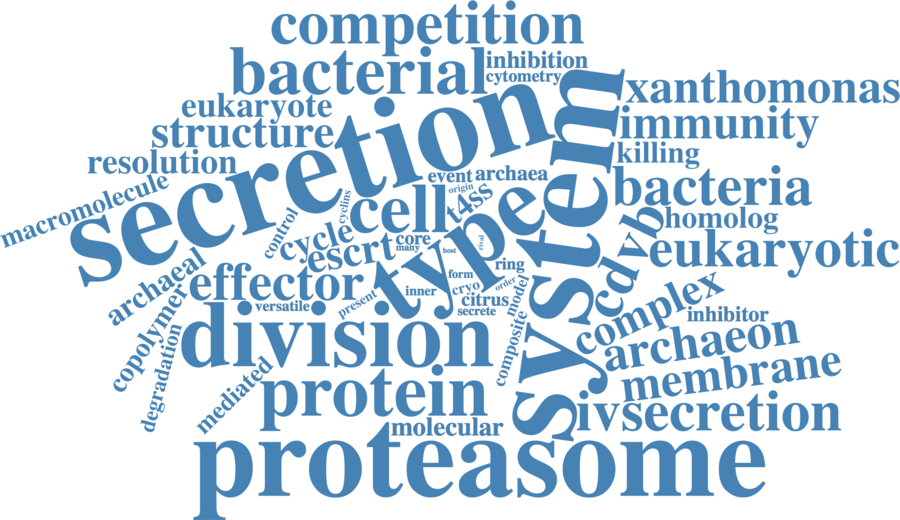 competition
bacterial
inhibition
cytometry
xanthomonas
eukaryote
structure
immunity
resolution
killing
secretion
system
event
archaea
bacteria
macromolecule
origin
cyclins
cell
t4ss
homolog
control
cycle
core
many
host
rival
type
cdvb
eukaryotic
escrt
archaeal
effector
ring
form
cryo
order
inner
model
complex
copolymer
versatile
present
citrus
secrete
inhibitor
division
composite
archaeon
degradation
mediated
protein
membrane
molecular
ivsecretion
proteasome